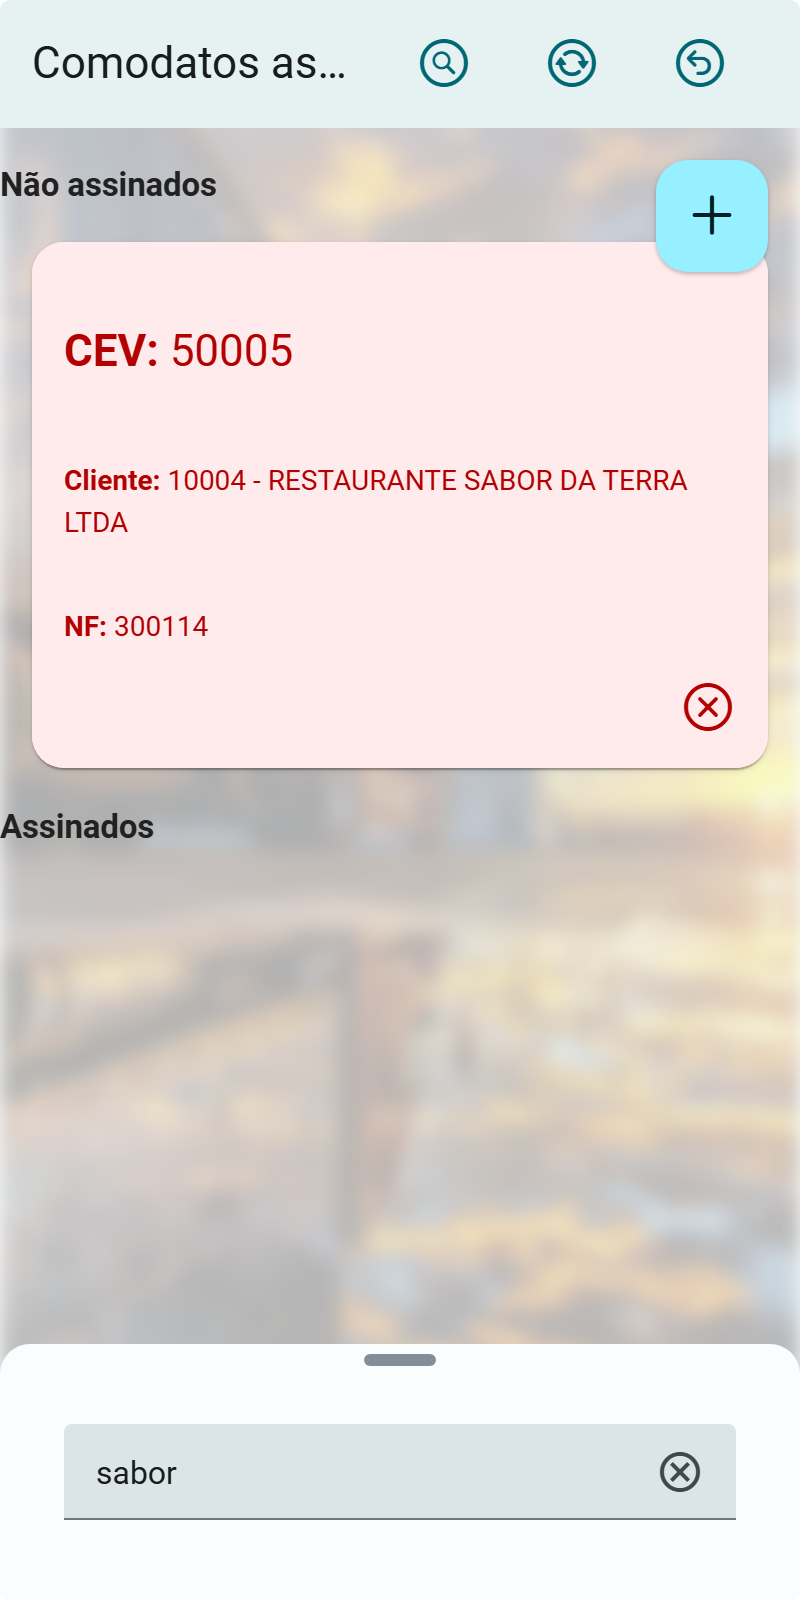 Comodatos as...
Não assinados
CEV: 50005
Cliente: 10004 - RESTAURANTE SABOR DA TERRA
LTDA
NF: 300114
Assinados
sabor